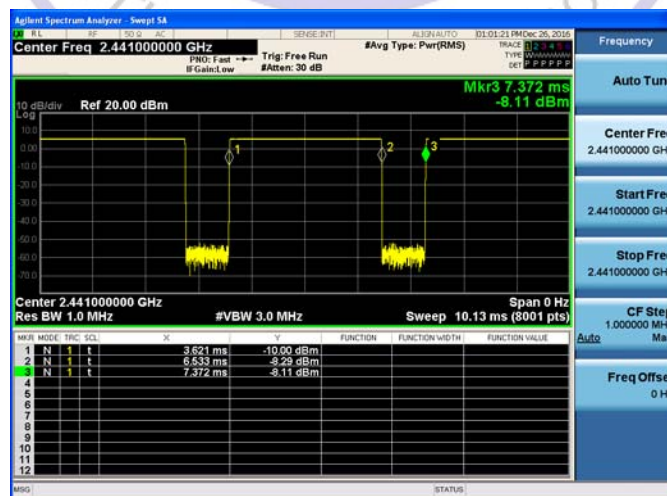 Agilent Spectrum Analyzer - Swept SA
RL RF 50 Ω AC SENSE:INT ALIGN AUTO 01:01:21 PM Dec 26, 2016
Center Freq 2.441000000 GHz
PNO: Fast
IFGain:Low
Trig: Free Run
#Atten: 30 dB
#Avg Type: Pwr(RMS)
TRACE 1 2 3 4 5 6
TYPE
DET P P P P P P
Mkr3 7.372 ms
-8.11 dBm
10 dB/div Ref 20.00 dBm
Log
10.0
0.00
-10.0
-20.0
-30.0
-40.0
-50.0
-60.0
-70.0
1
2
3
Center 2.441000000 GHz Span 0 Hz
Res BW 1.0 MHz #VBW 3.0 MHz Sweep 10.13 ms (8001 pts)
MKR MODE TRC SCL X Y FUNCTION FUNCTION WIDTH FUNCTION VALUE
1 N 1 t 3.621 ms -10.00 dBm
2 N 1 t 6.533 ms -8.29 dBm
3 N 1 t 7.372 ms -8.11 dBm
4
5
6
7
8
9
10
11
12
MSG STATUS
Frequency
Auto Tun
Center Fre
2.441000000 GH
Start Fre
2.441000000 GH
Stop Fre
2.441000000 GH
CF Ste
1.000000 MH
Auto Ma
Freq Offse
0 H